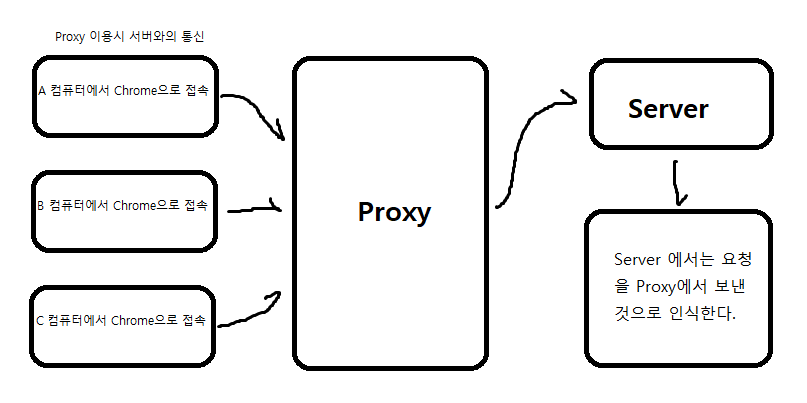 Proxy 이용시 서버와의 통신
A 컴퓨터에서 Chrome으로 접속
B 컴퓨터에서 Chrome으로 접속
C 컴퓨터에서 Chrome으로 접속
Proxy
Server
Server 에서는 요청
을 Proxy에서 보낸
것으로 인식한다.